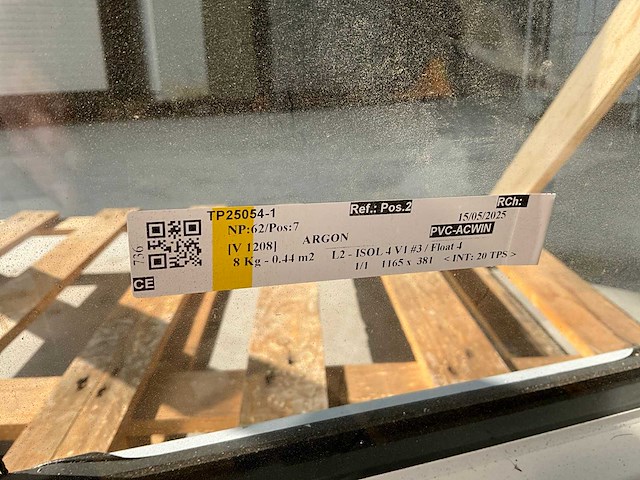 TP25054-1 Ref.: Pos.2 RCh:
NP:62/Pos:7 15/05/2025
[V 1208] ARGON PVC-ACWIN
8 Kg - 0.44 m2 L2 - ISOL 4 V1 #3 / Float 4
1/1 1165 x 381 < INT: 20 TPS >
736
CE